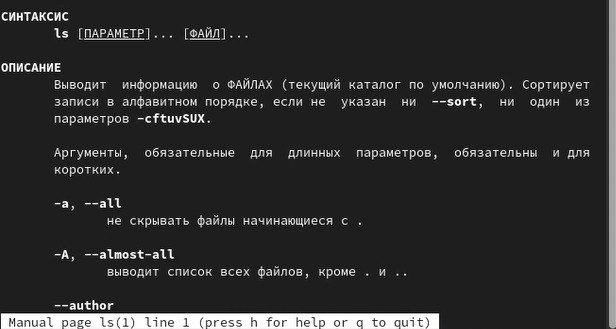 СИНТАКСИС
ls [ПАРАМЕТР]... [ФАЙЛ]...
ОПИСАНИЕ
Выводит информацию о ФАЙЛАХ (текущий каталог по умолчанию). Сортирует
записи в алфавитном порядке, если не указан ни --sort, ни один из
параметров -cftuvSUX.
Аргументы, обязательные для длинных параметров, обязательны и для
коротких.
-a, --all
не скрывать файлы начинающиеся с .
-A, --almost-all
выводит список всех файлов, кроме . и ..
--author
Manual page ls(1) line 1 (press h for help or q to quit)